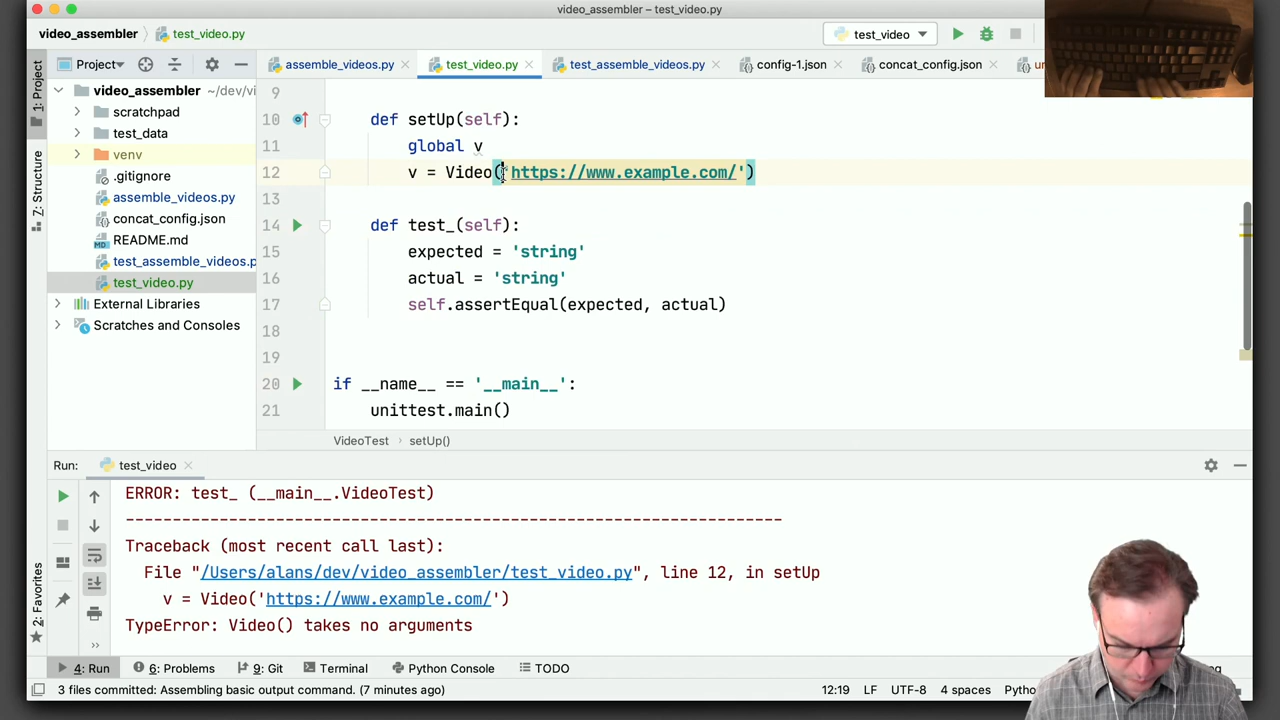 video_assembler – test_video.py
video_assembler
test_video.py
test_video
1: Project
Project
assemble_videos.py
test_video.py
test_assemble_videos.py
config-1.json
concat_config.json
video_assembler ~/dev/vi
scratchpad
test_data
venv
.gitignore
assemble_videos.py
concat_config.json
README.md
test_assemble_videos.p
test_video.py
External Libraries
Scratches and Consoles
Z: Structure
2: Favorites
9
10 def setUp(self):
11 global v
12 v = Video('https://www.example.com/')
13
14 def test_(self):
15 expected = 'string'
16 actual = 'string'
17 self.assertEqual(expected, actual)
18
19
20 if __name__ == '__main__':
21 unittest.main()
VideoTest › setUp()
Run: test_video
ERROR: test_ (__main__.VideoTest)
----------------------------------------------------------------------
Traceback (most recent call last):
File "/Users/alans/dev/video_assembler/test_video.py", line 12, in setUp
v = Video('https://www.example.com/')
TypeError: Video() takes no arguments
4: Run
6: Problems
9: Git
Terminal
Python Console
TODO
3 files committed: Assembling basic output command. (7 minutes ago)
12:19
LF
UTF-8
4 spaces